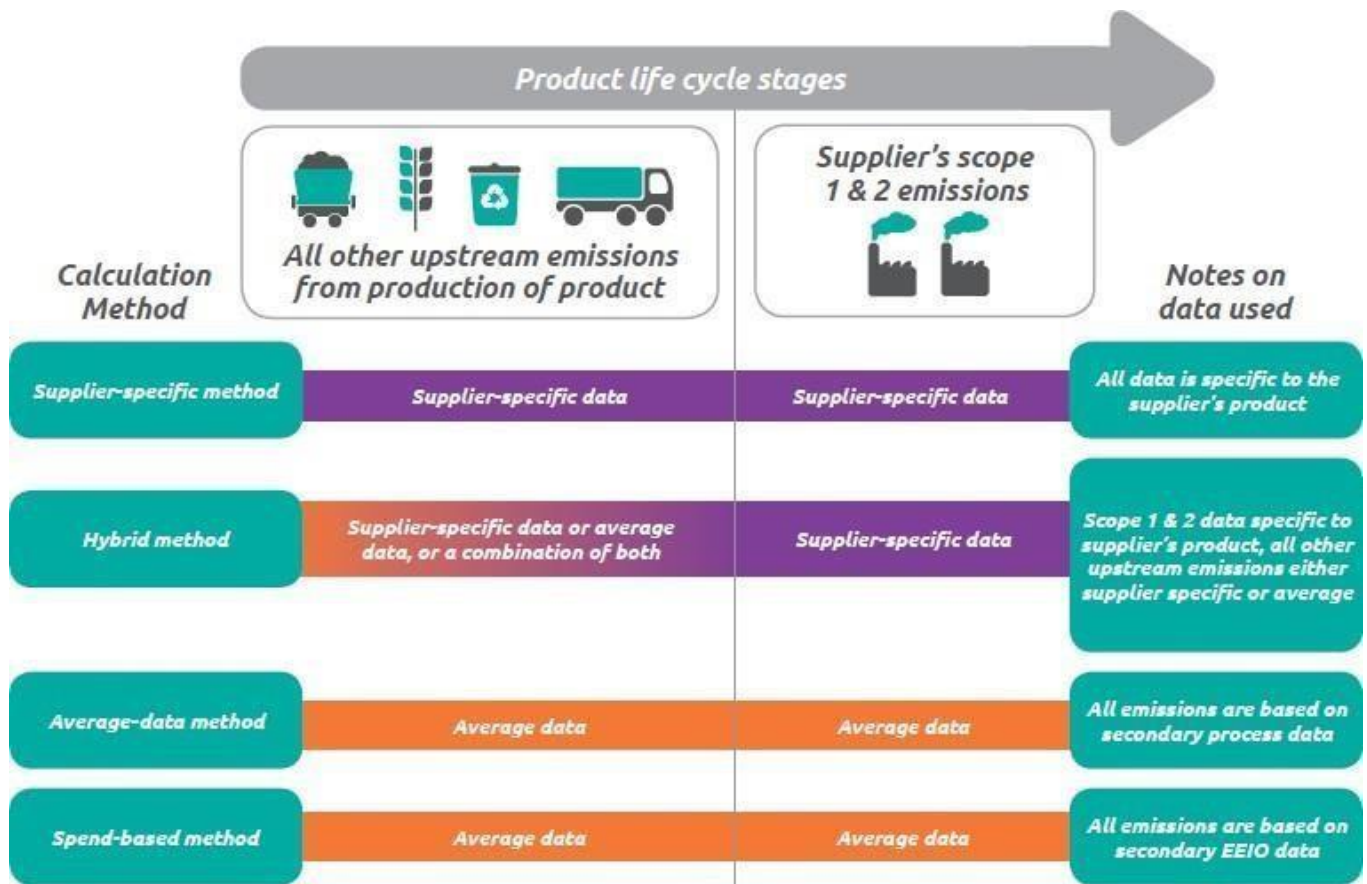 Product life cycle stages
All other upstream emissions
from production of product
Supplier's scope
1 & 2 emissions
Calculation
Method
Notes on
data used
Supplier-specific method
Supplier-specific data
Supplier-specific data
All data is specific to the
supplier's product
Hybrid method
Supplier-specific data or average
data, or a combination of both
Supplier-specific data
Scope 1 & 2 data specific to
supplier's product, all other
upstream emissions either
supplier specific or average
Average-data method
Average data
Average data
All emissions are based on
secondary process data
Spend-based method
Average data
Average data
All emissions are based on
secondary EEIO data